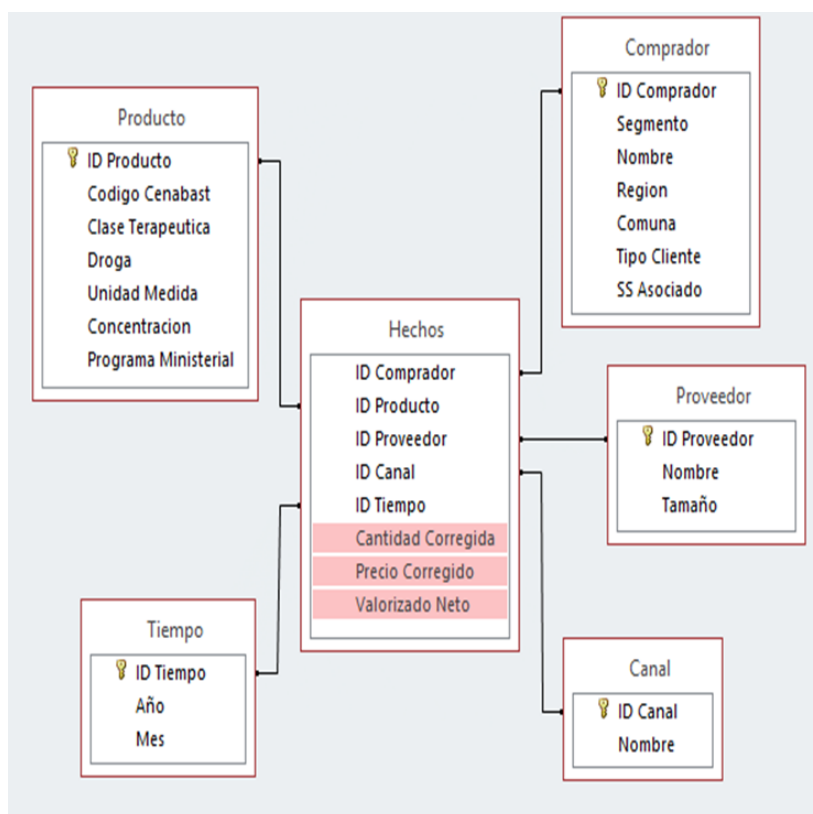 Producto
ID Producto
Codigo Cenabast
Clase Terapeutica
Droga
Unidad Medida
Concentracion
Programa Ministerial
Comprador
ID Comprador
Segmento
Nombre
Region
Comuna
Tipo Cliente
SS Asociado
Hechos
ID Comprador
ID Producto
ID Proveedor
ID Canal
ID Tiempo
Cantidad Corregida
Precio Corregido
Valorizado Neto
Proveedor
ID Proveedor
Nombre
Tamaño
Tiempo
ID Tiempo
Año
Mes
Canal
ID Canal
Nombre